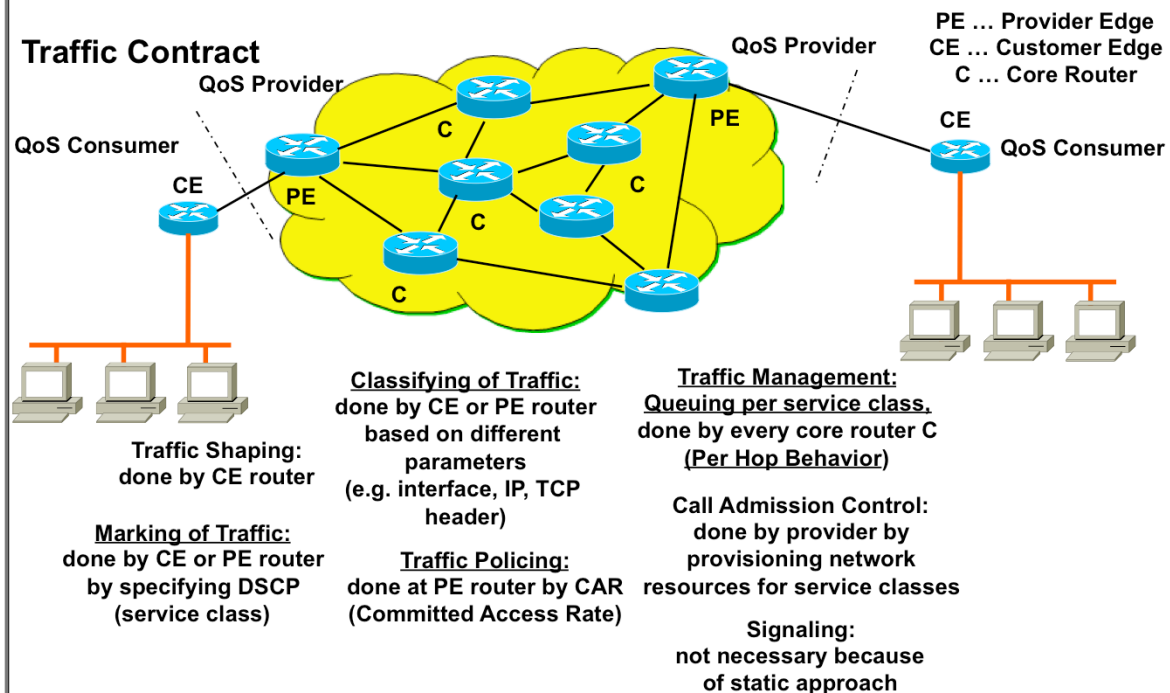 Traffic Contract
QoS Provider
QoS Consumer
CE
PE
C
C
C
C
PE
QoS Provider
PE … Provider Edge
CE … Customer Edge
C … Core Router
CE
QoS Consumer
Traffic Shaping:
done by CE router
Marking of Traffic:
done by CE or PE router
by specifying DSCP
(service class)
Classifying of Traffic:
done by CE or PE router
based on different
parameters
(e.g. interface, IP, TCP
header)
Traffic Policing:
done at PE router by CAR
(Committed Access Rate)
Traffic Management:
Queuing per service class,
done by every core router C
(Per Hop Behavior)
Call Admission Control:
done by provider by
provisioning network
resources for service classes
Signaling:
not necessary because
of static approach